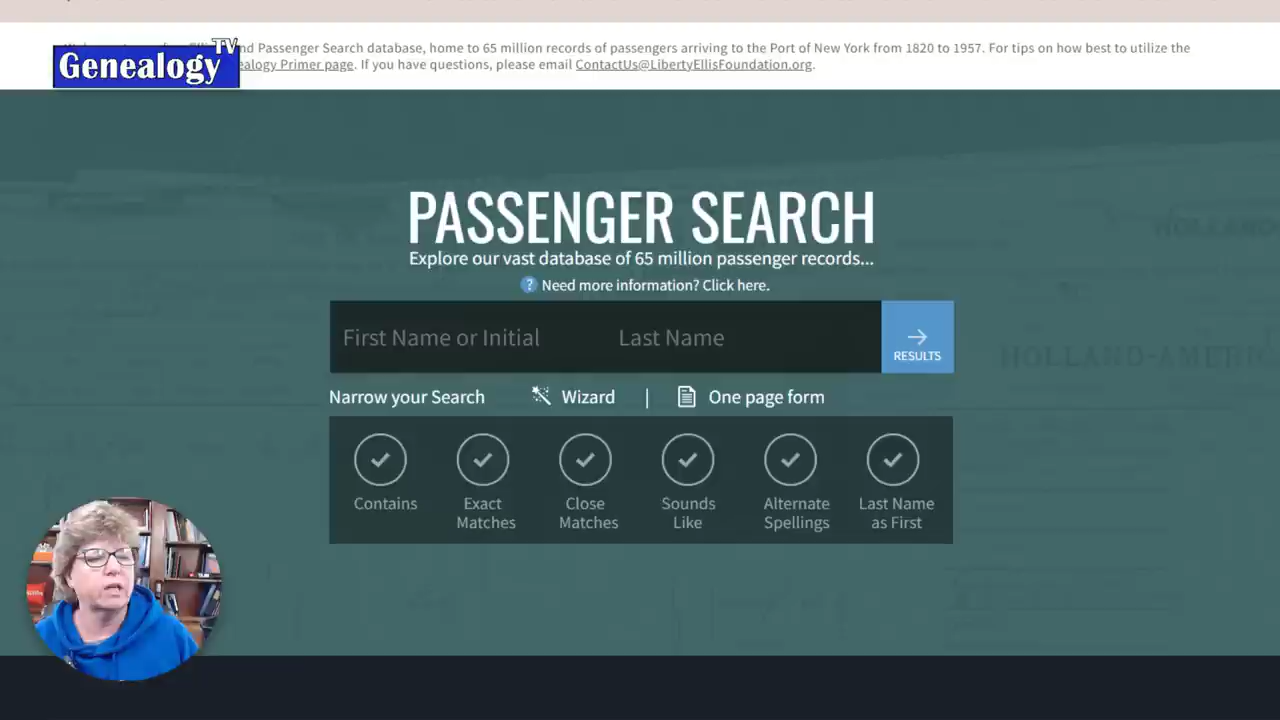 Genealogy TV
nd Passenger Search database, home to 65 million records of passengers arriving to the Port of New York from 1820 to 1957. For tips on how best to utilize the
ealogy Primer page. If you have questions, please email ContactUs@LibertyEllisFoundation.org.
PASSENGER SEARCH
Explore our vast database of 65 million passenger records...
? Need more information? Click here.
First Name or Initial Last Name
RESULTS
Narrow your Search Wizard | One page form
Contains Exact Matches Close Matches Sounds Like Alternate Spellings Last Name as First